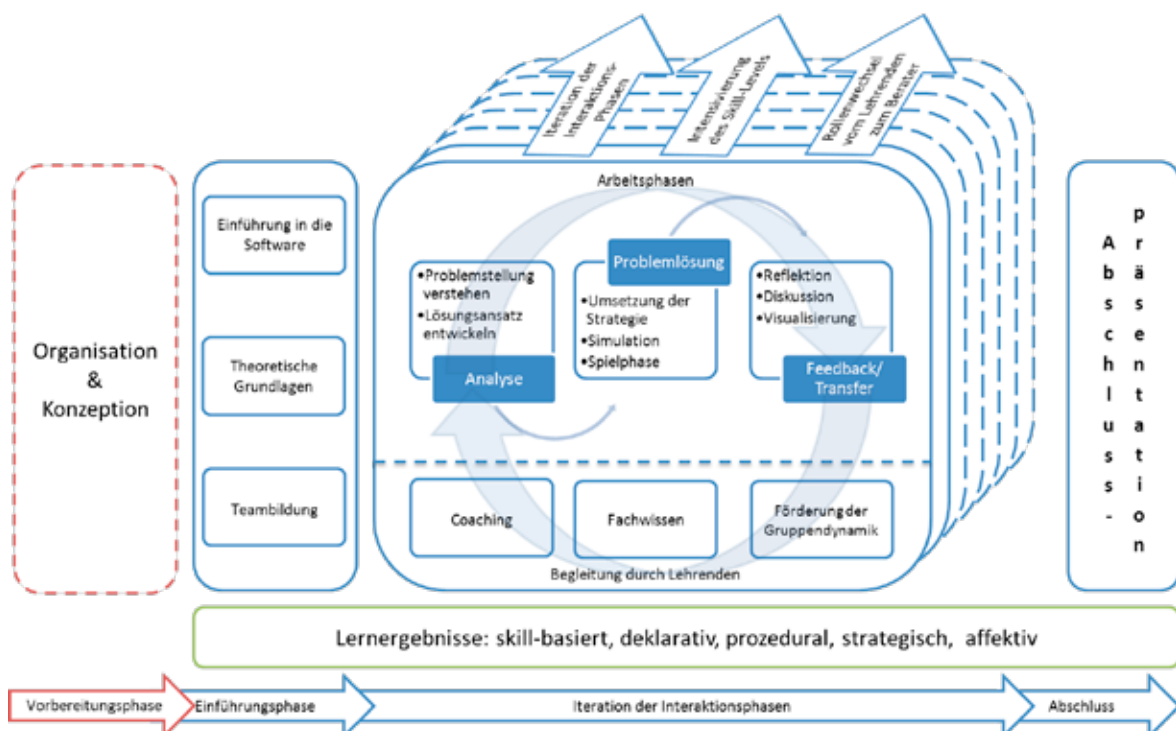 Iteration der
Interaktions-
Phasen
Intensivierung
des Skill-Levels
Rollenwechsel
vom Lehrenden
zum Berater
Organisation
&
Konzeption
Einführung in die
Software
Theoretische
Grundlagen
Teambildung
Arbeitsphasen
•Problemstellung
verstehen
•Lösungsansatz
entwickeln
Analyse
Problemlösung
•Umsetzung der
Strategie
•Simulation
•Spielphase
•Reflektion
•Diskussion
•Visualisierung
Feedback/
Transfer
Coaching
Fachwissen
Förderung der
Gruppendynamik
Begleitung durch Lehrenden
Abschluss-
präsentation
Lernergebnisse: skill-basiert, deklarativ, prozedural, strategisch, affektiv
Vorbereitungsphase
Einführungsphase
Iteration der Interaktionsphasen
Abschluss